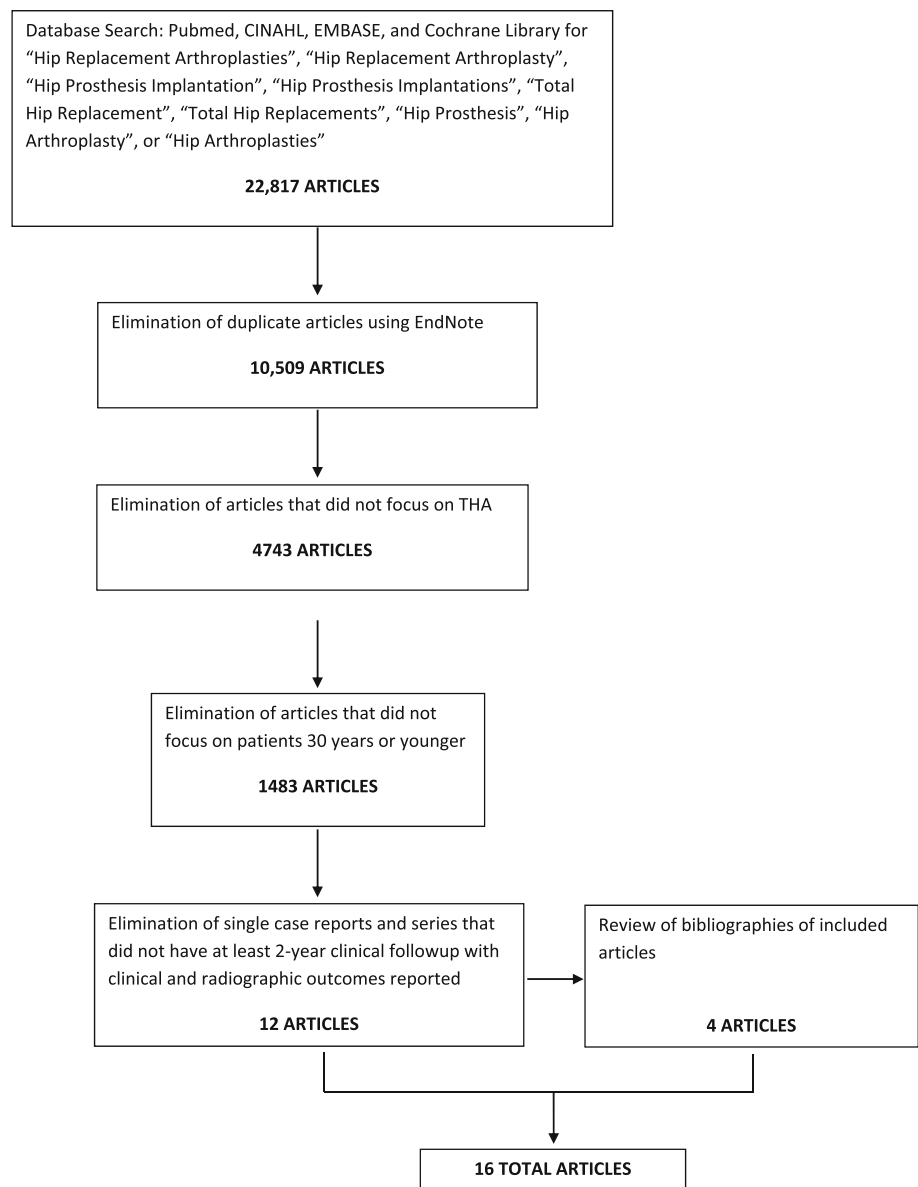 Database Search: Pubmed, CINAHL, EMBASE, and Cochrane Library for
“Hip Replacement Arthroplasties”, “Hip Replacement Arthroplasty”,
“Hip Prosthesis Implantation”, “Hip Prosthesis Implantations”, “Total
Hip Replacement”, “Total Hip Replacements”, “Hip Prosthesis”, “Hip
Arthroplasty”, or “Hip Arthroplasties”
22,817 ARTICLES
Elimination of duplicate articles using EndNote
10,509 ARTICLES
Elimination of articles that did not focus on THA
4743 ARTICLES
Elimination of articles that did not
focus on patients 30 years or younger
1483 ARTICLES
Elimination of single case reports and series that
did not have at least 2-year clinical followup with
clinical and radiographic outcomes reported
12 ARTICLES
Review of bibliographies of included
articles
4 ARTICLES
16 TOTAL ARTICLES